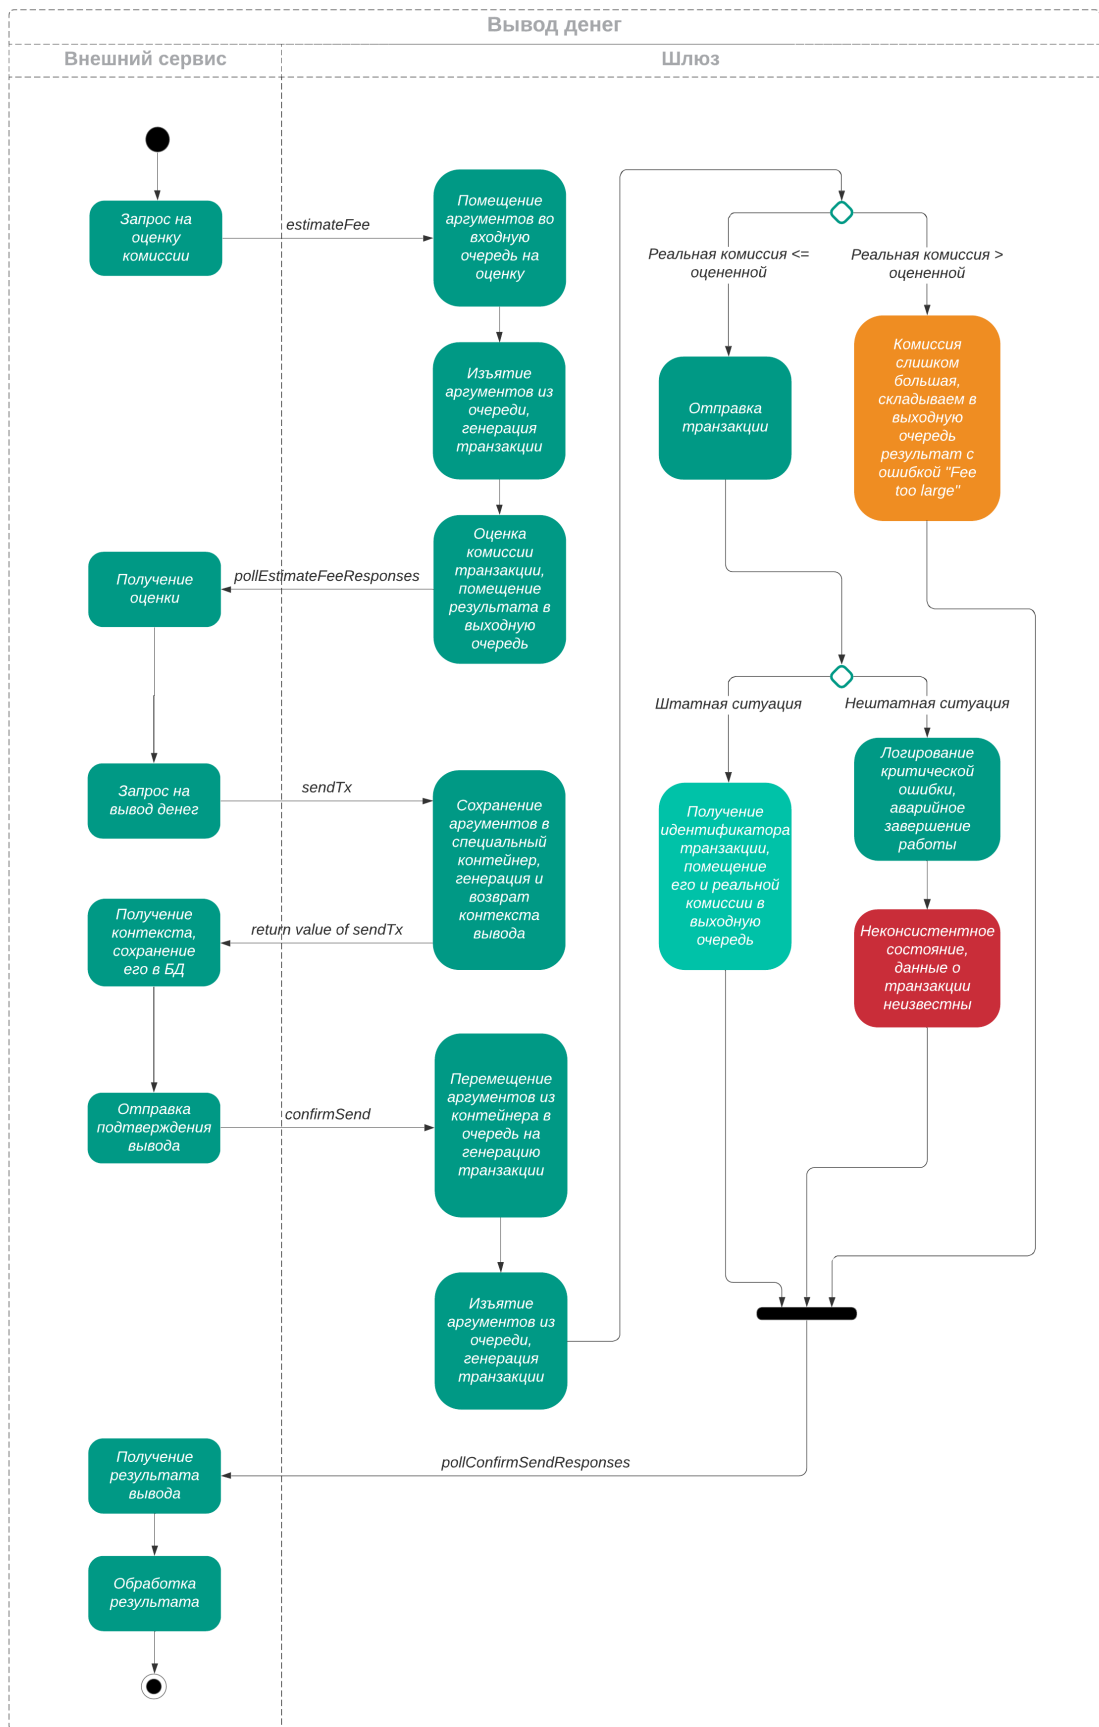 Вывод денег
Внешний сервис
Шлюз
Запрос на
оценку
комиссии
estimateFee
Помещение
аргументов во
входную
очередь на
оценку
Изъятие
аргументов из
очереди,
генерация
транзакции
Оценка
комиссии
транзакции,
помещение
результата в
выходную
очередь
pollEstimateFeeResponses
Получение
оценки
Запрос на
вывод денег
sendTx
Сохранение
аргументов в
специальный
контейнер,
генерация и
возврат
контекста
вывода
return value of sendTx
Получение
контекста,
сохранение
его в БД
Отправка
подтверждения
вывода
confirmSend
Перемещение
аргументов из
контейнера в
очередь на
генерацию
транзакции
Изъятие
аргументов из
очереди,
генерация
транзакции
Реальная комиссия <=
оцененной
Реальная комиссия >
оцененной
Отправка
транзакции
Комиссия
слишком
большая,
складываем в
выходную
очередь
результат с
ошибкой "Fee
too large"
Штатная ситуация
Нештатная ситуация
Получение
идентификатора
транзакции,
помещение
его и реальной
комиссии в
выходную
очередь
Логирование
критической
ошибки,
аварийное
завершение
работы
Неконсистентное
состояние,
данные о
транзакции
неизвестны
pollConfirmSendResponses
Получение
результата
вывода
Обработка
результата